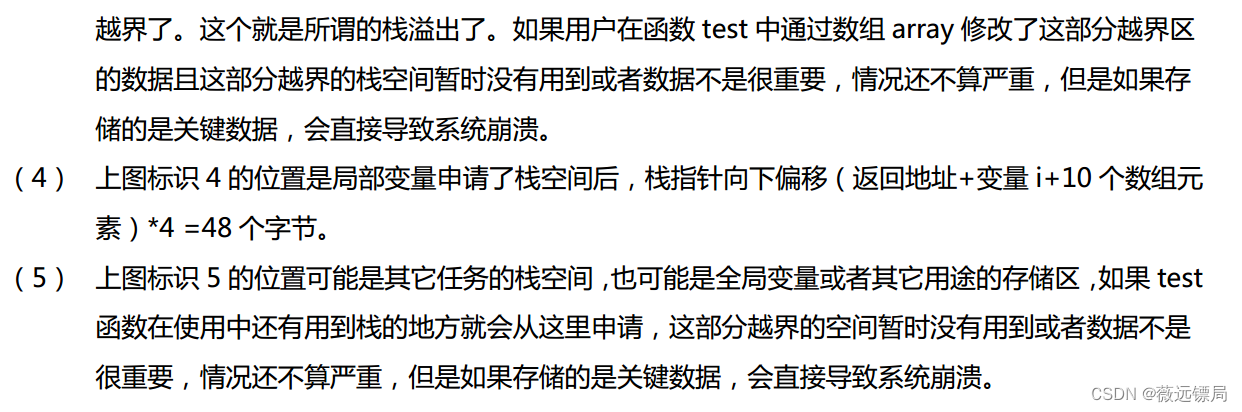 越界了。这个就是所谓的栈溢出了。如果用户在函数 test 中通过数组 array 修改了这部分越界区
的数据且这部分越界的栈空间暂时没有用到或者数据不是很重要，情况还不算严重，但是如果存
储的是关键数据，会直接导致系统崩溃。
（4） 上图标识 4 的位置是局部变量申请了栈空间后，栈指针向下偏移（返回地址+变量 i+10 个数组元
素）*4 =48 个字节。
（5） 上图标识 5 的位置可能是其它任务的栈空间，也可能是全局变量或者其它用途的存储区，如果 test
函数在使用中还有用到栈的地方就会从这里申请，这部分越界的空间暂时没有用到或者数据不是
很重要，情况还不算严重，但是如果存储的是关键数据，会直接导致系统崩溃。
CSDN @薇远镖局